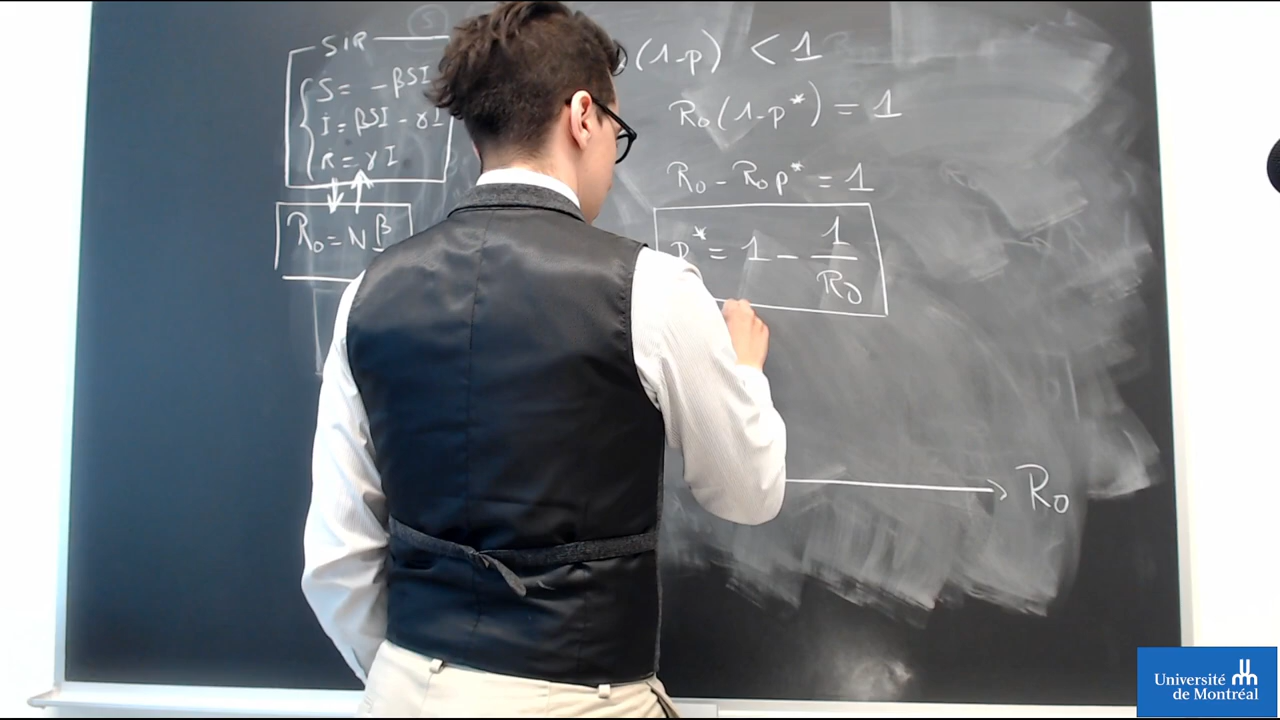 SIR
Ṡ = -βSI
İ = βSI - γI
Ṙ = γI
R₀ = N β
(1-p) < 1
R₀(1-p*) = 1
R₀ - R₀p* = 1
p* = 1 - 1/R₀
R₀
Université
de Montréal